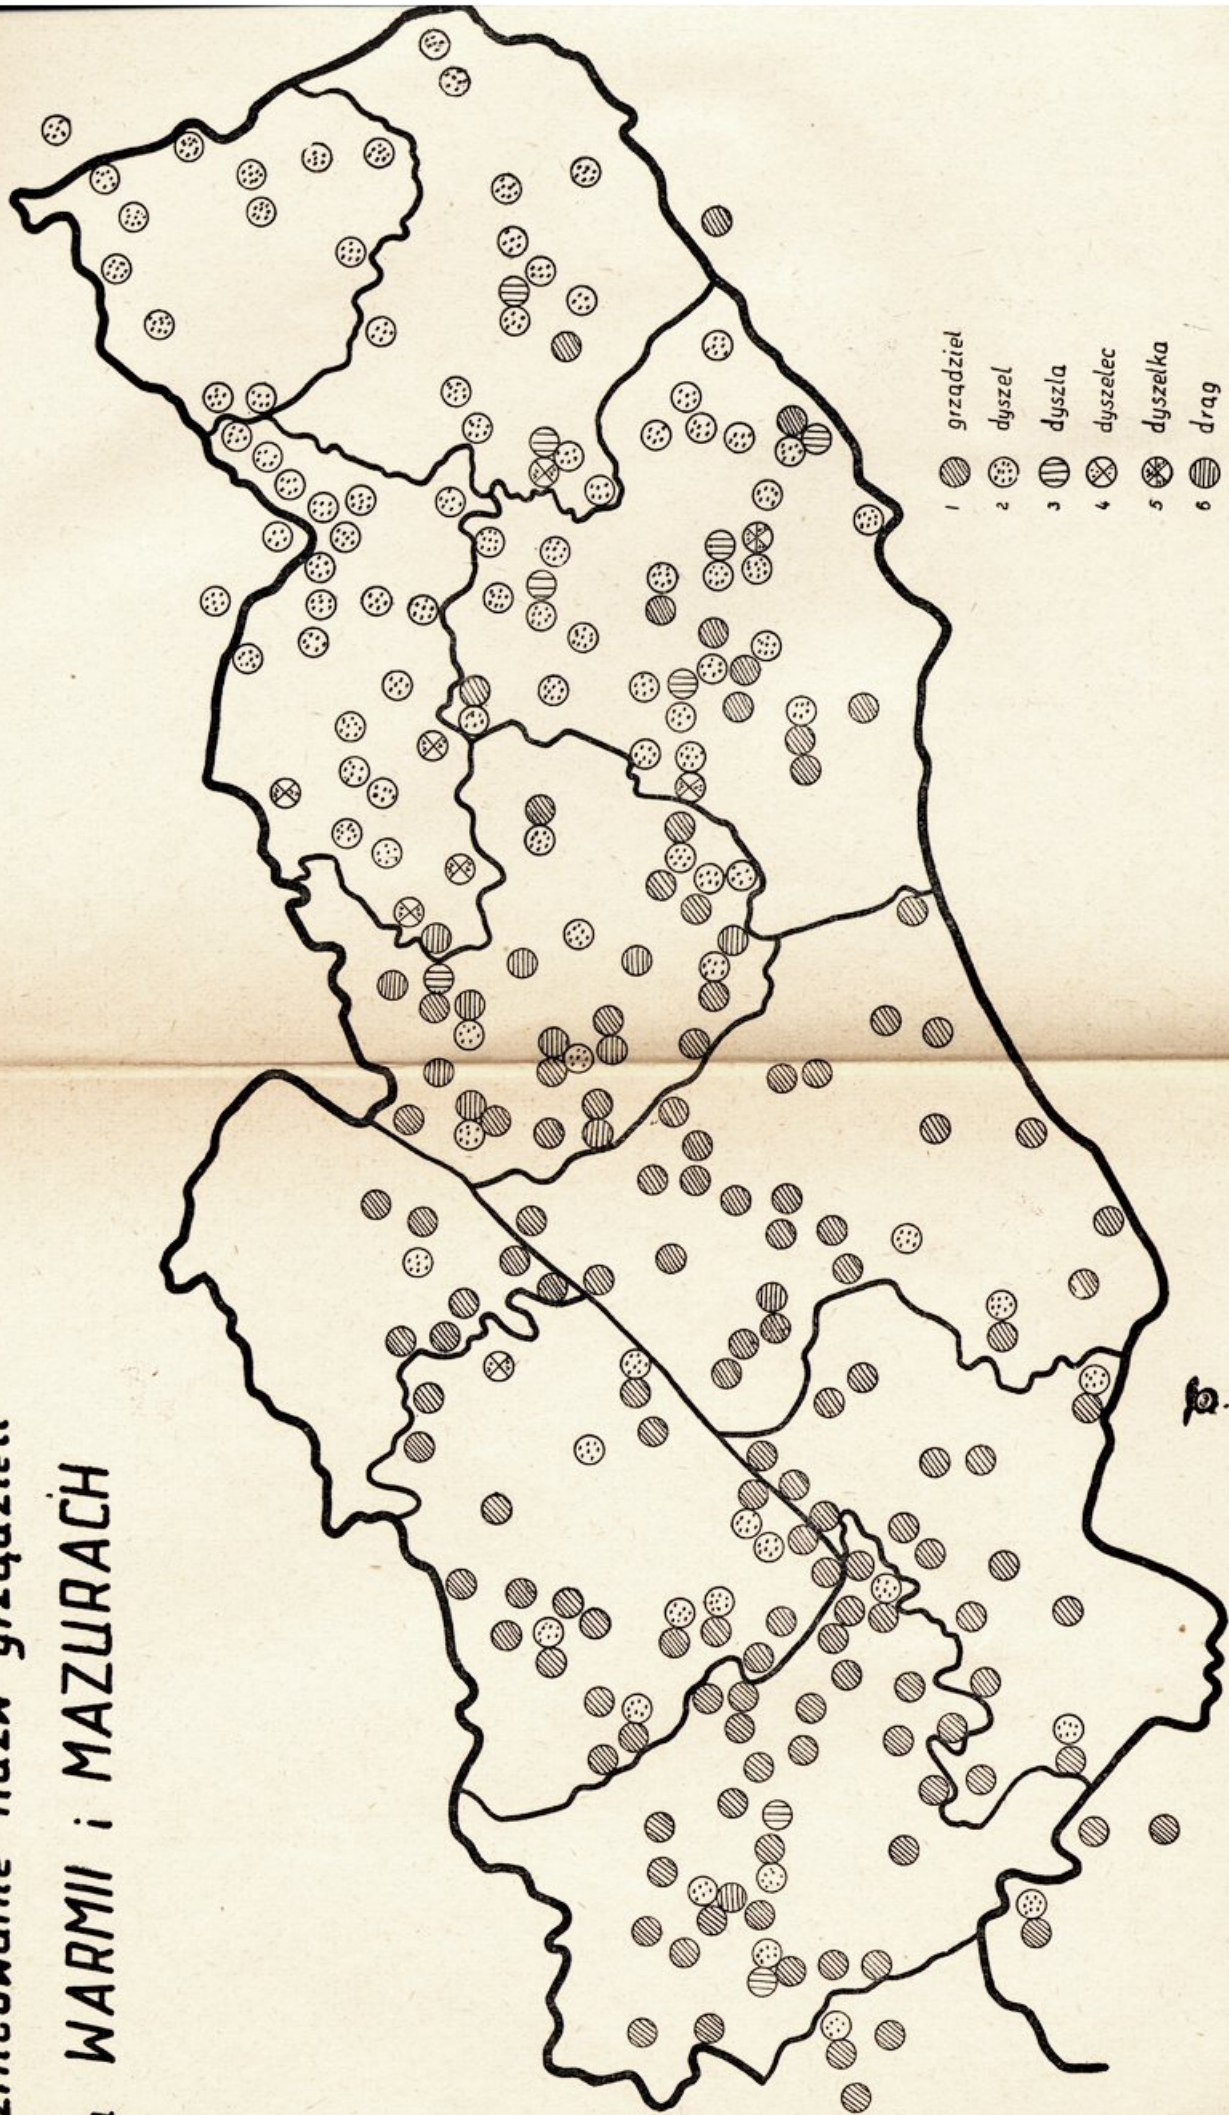 WARMII i MAZURACH
1 grządziel
2 dyszel
3 dyszla
4 dyszelec
5 dyszelka
6 drąg